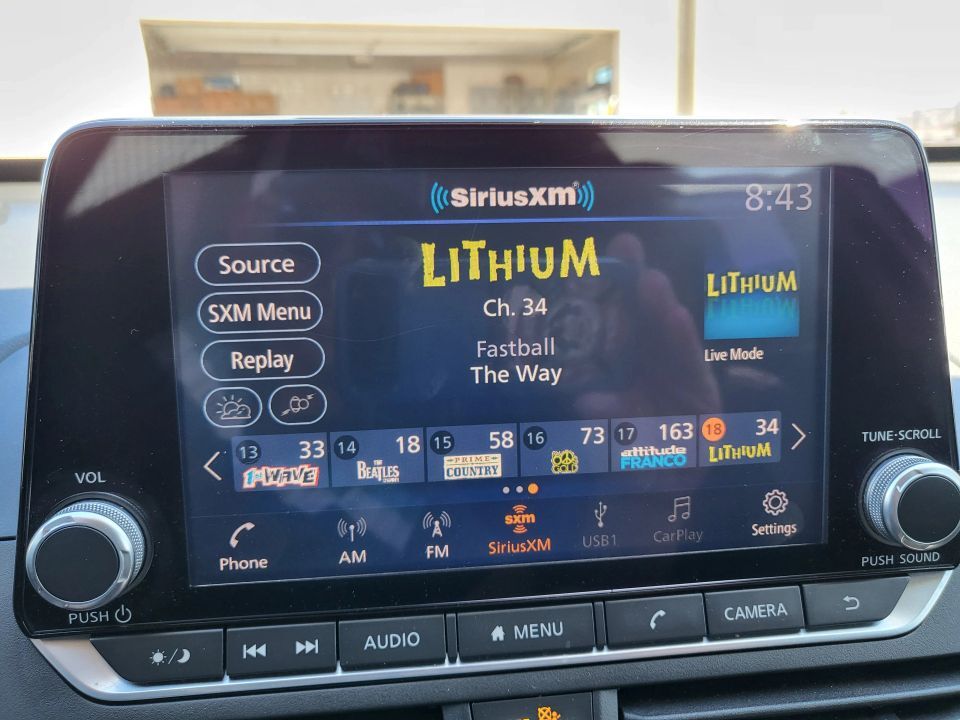 SiriusXM
8:43
Source
LITHIUM
LITHIUM
SXM Menu
Ch. 34
Replay
Fastball
Live Mode
The Way
13 33
1st WAVE
14 18
THE BEATLES CHANNEL
15 58
PRIME COUNTRY
16 73
17 163
attitude FRANCO
18 34
LITHIUM
VOL
TUNE·SCROLL
Phone
AM
FM
sxm
SiriusXM
USB1
CarPlay
Settings
PUSH
PUSH SOUND
AUDIO
MENU
CAMERA